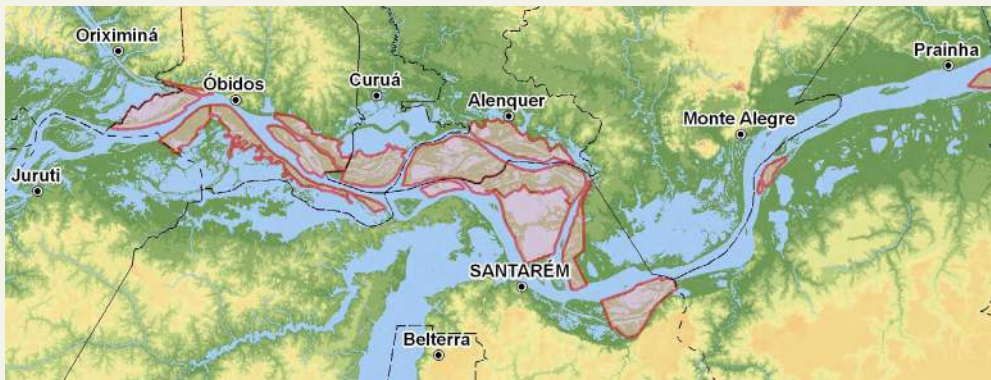 Oriximiná
Óbidos
Curuá
Alenquer
Monte Alegre
Prainha
Juruti
SANTARÉM
Belterra